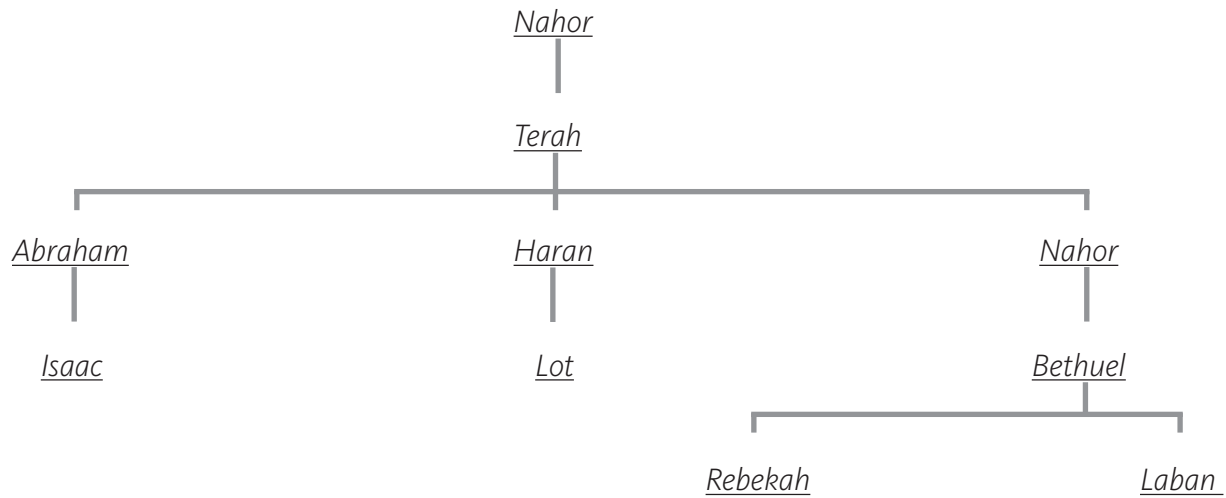 Nahor
Terah
Abraham Haran Nahor
Isaac Lot Bethuel
Rebekah Laban